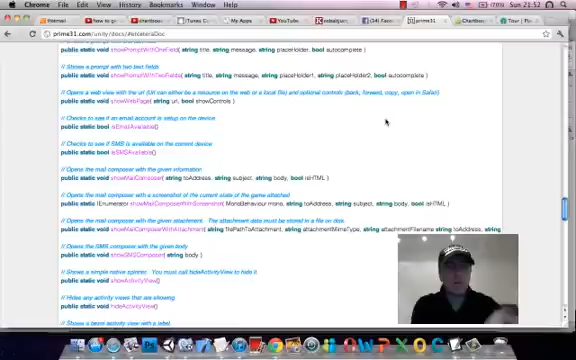 Chrome File Edit View History Bookmarks Window Help
(70%) Sun 21:52
prime31.com/unity/docs/#etceteraDoc
public static void showPromptWithOneField( string title, string message, string placeHolder, bool autocomplete )
// Shows a prompt with two text fields
public static void showPromptWithTwoFields( string title, string message, string placeHolder1, string placeHolder2, bool autocomplete )
// Opens a web view with the url (Url can either be a resource on the web or a local file) and optional controls (back, forward, copy, open in Safari)
public static void showWebPage( string url, bool showControls )
// Checks to see if an email account is setup on the device
public static bool isEmailAvailable()
// Checks to see if SMS is available on the current device
public static bool isSMSAvailable()
// Opens the mail composer with the given information
public static void showMailComposer( string toAddress, string subject, string body, bool isHTML )
// Opens the mail composer with a screenshot of the current state of the game attached
public static IEnumerator showMailComposerWithScreenshot( MonoBehaviour mono, string toAddress, string subject, string body, bool isHTML )
// Opens the mail composer with the given attachment. The attachment data must be stored in a file on disk.
public static void showMailComposerWithAttachment( string filePathToAttachment, string attachmentMimeType, string attachmentFilename, string toAddress, string
// Opens the SMS composer with the given body
public static void showSMSComposer( string body )
// Shows a simple native spinner. You must call hideActivityView to hide it
public static void showActivityView()
// Hides any activity views that are showing
public static void hideActivityView()
// Shows a bezel activity view with a label